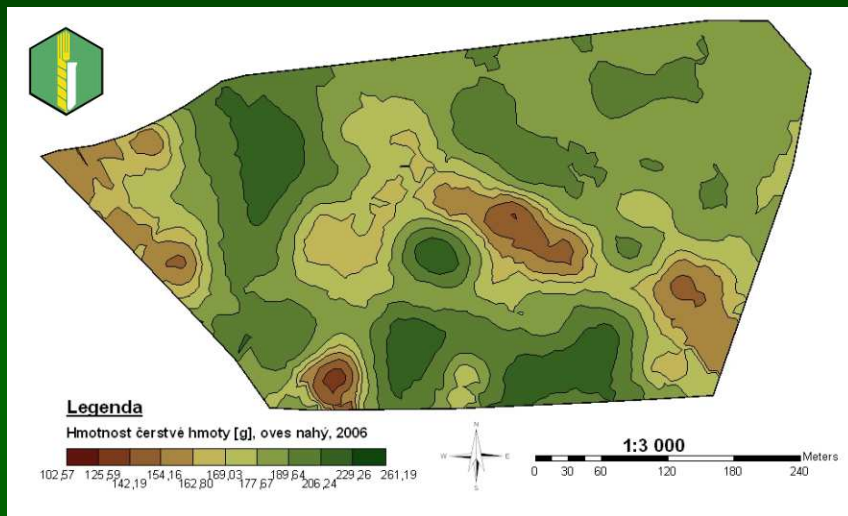 Legenda
Hmotnost čerstvé hmoty [g], oves nahý, 2006
102,57 125,59 154,16 169,03 189,64 229,26 261,19
142,19 162,80 177,67 206,24
N
W E
S
1:3 000
Meters
0 15 30 60 120 180 240